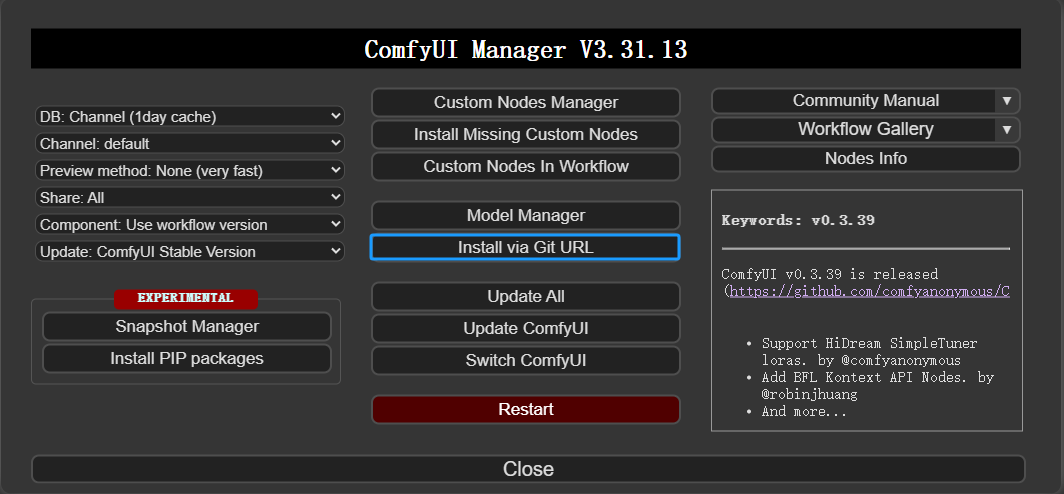 ComfyUI Manager V3.31.13
DB: Channel (1day cache)
Channel: default
Preview method: None (very fast)
Share: All
Component: Use workflow version
Update: ComfyUI Stable Version
EXPERIMENTAL
Snapshot Manager
Install PIP packages
Custom Nodes Manager
Install Missing Custom Nodes
Custom Nodes In Workflow
Model Manager
Install via Git URL
Update All
Update ComfyUI
Switch ComfyUI
Restart
Community Manual
Workflow Gallery
Nodes Info
Keywords: v0.3.39
ComfyUI v0.3.39 is released
(https://github.com/comfyanonymous/C
• Support HiDream SimpleTuner
loras. by @comfyanonymous
• Add BFL Kontext API Nodes. by
@robinjhuang
• And more...
Close